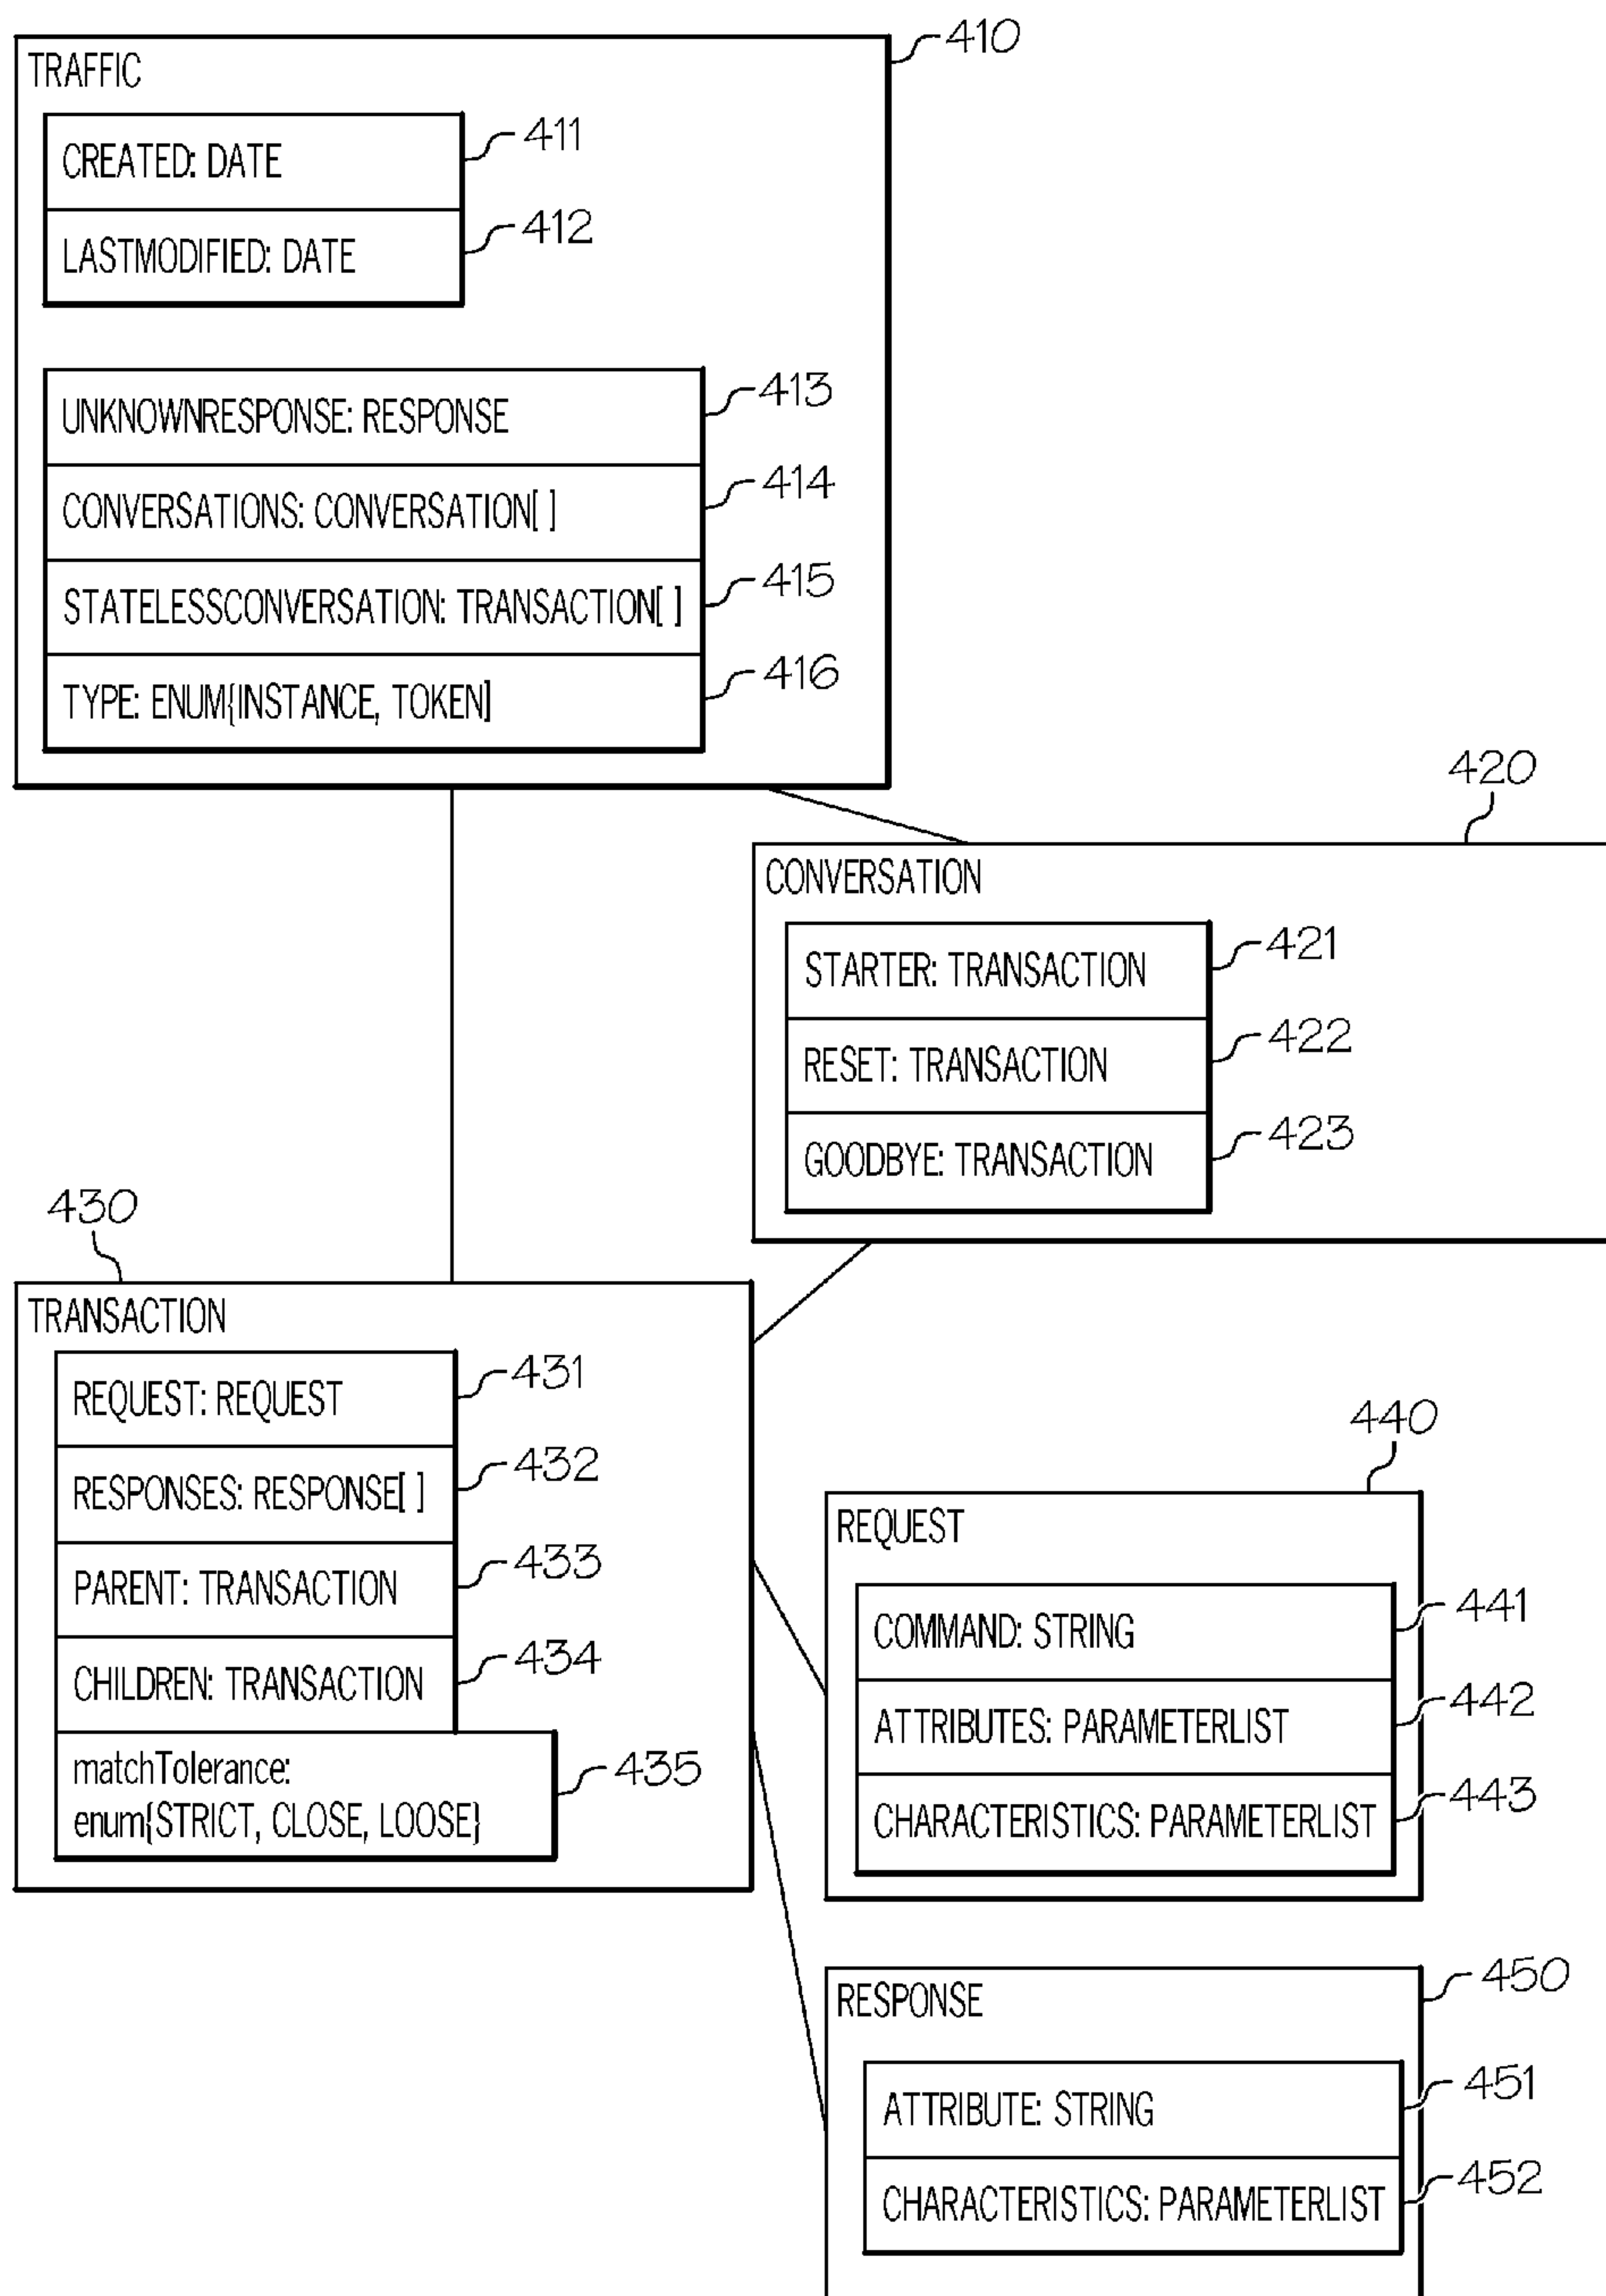 410
TRAFFIC
CREATED: DATE
411
LASTMODIFIED: DATE
412
UNKNOWNRESPONSE: RESPONSE
413
CONVERSATIONS: CONVERSATION[ ]
414
STATELESSCONVERSATION: TRANSACTION[ ]
415
TYPE: ENUM{INSTANCE, TOKEN]
416
420
CONVERSATION
STARTER: TRANSACTION
421
RESET: TRANSACTION
422
GOODBYE: TRANSACTION
423
430
TRANSACTION
REQUEST: REQUEST
431
RESPONSES: RESPONSE[ ]
432
PARENT: TRANSACTION
433
CHILDREN: TRANSACTION
434
matchTolerance:
enum{STRICT, CLOSE, LOOSE}
435
440
REQUEST
COMMAND: STRING
441
ATTRIBUTES: PARAMETERLIST
442
CHARACTERISTICS: PARAMETERLIST
443
450
RESPONSE
ATTRIBUTE: STRING
451
CHARACTERISTICS: PARAMETERLIST
452